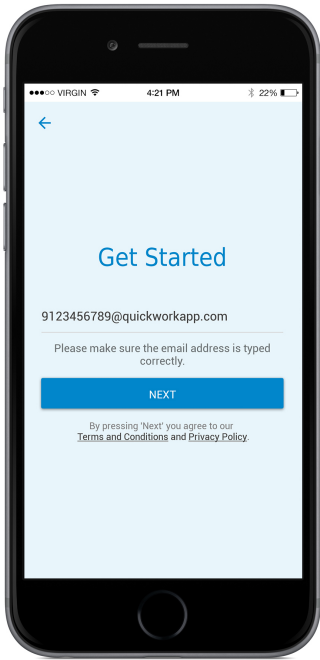 VIRGIN 4:21 PM 22%
Get Started
9123456789@quickworkapp.com
Please make sure the email address is typed
correctly.
NEXT
By pressing 'Next' you agree to our
Terms and Conditions and Privacy Policy.